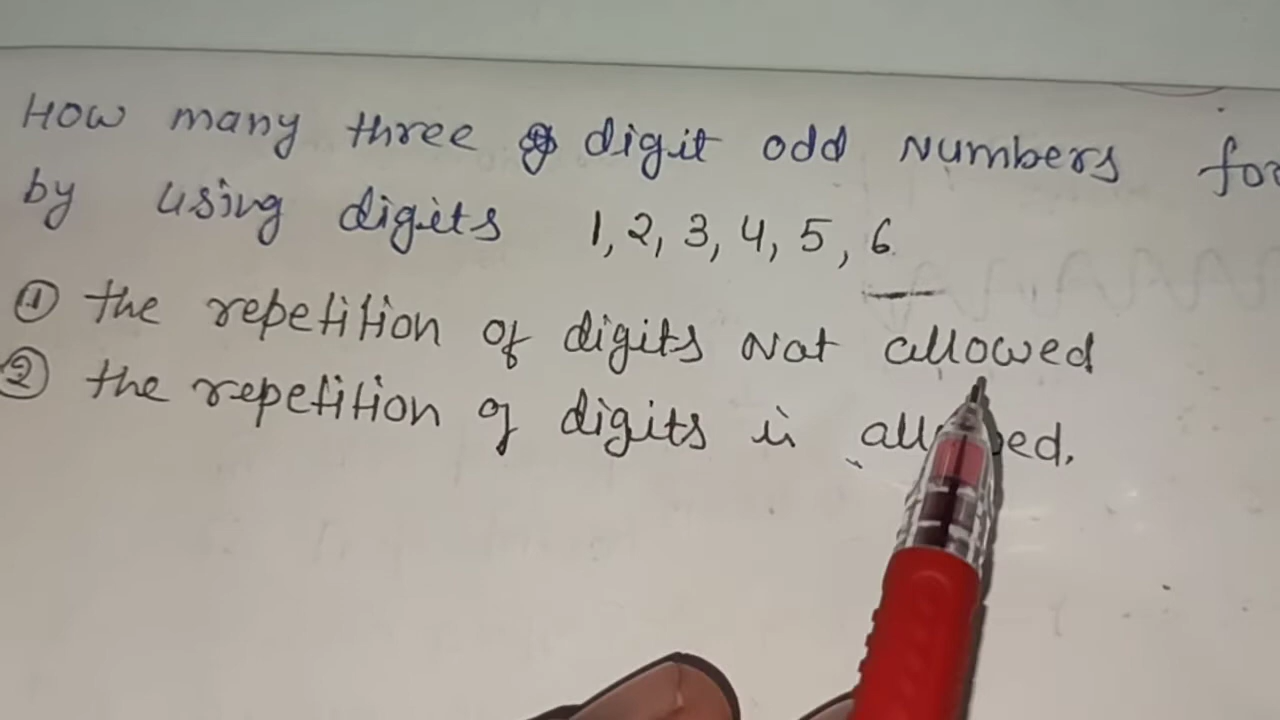 How many three digit odd numbers
by using digits 1, 2, 3, 4, 5, 6
① the repetition of digits not allowed
② the repetition of digits is allowed.